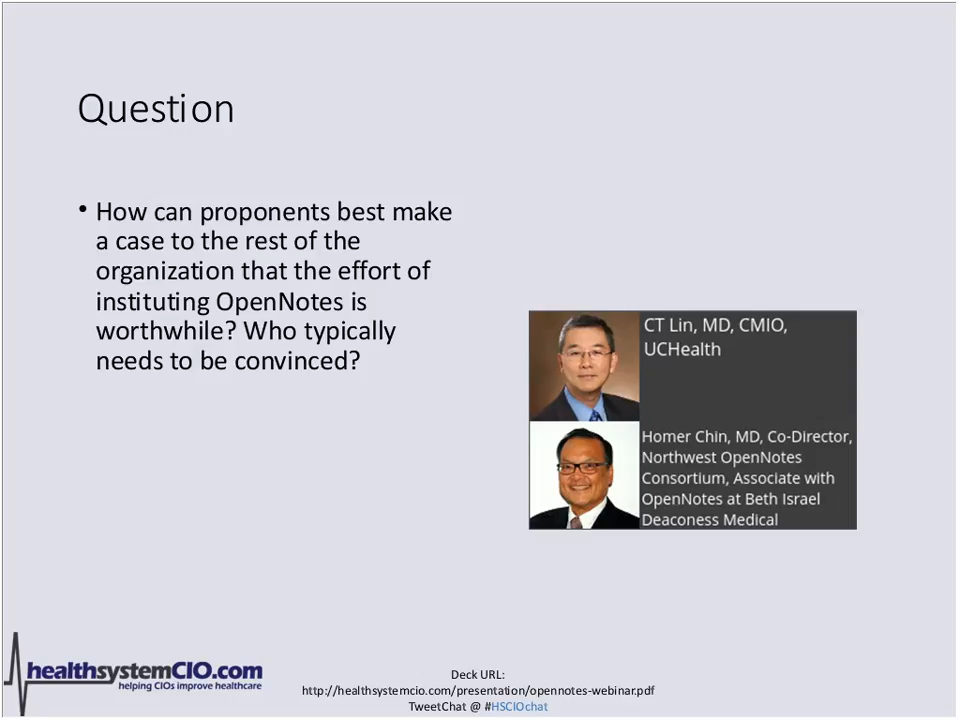 Question
• How can proponents best make
a case to the rest of the
organization that the effort of
instituting OpenNotes is
worthwhile? Who typically
needs to be convinced?
CT Lin, MD, CMIO,
UCHealth
Homer Chin, MD, Co-Director,
Northwest OpenNotes
Consortium, Associate with
OpenNotes at Beth Israel
Deaconess Medical
healthsystemCIO.com
helping CIOs improve healthcare
Deck URL:
http://healthsystemcio.com/presentation/opennotes-webinar.pdf
TweetChat @ #HSCIOchat